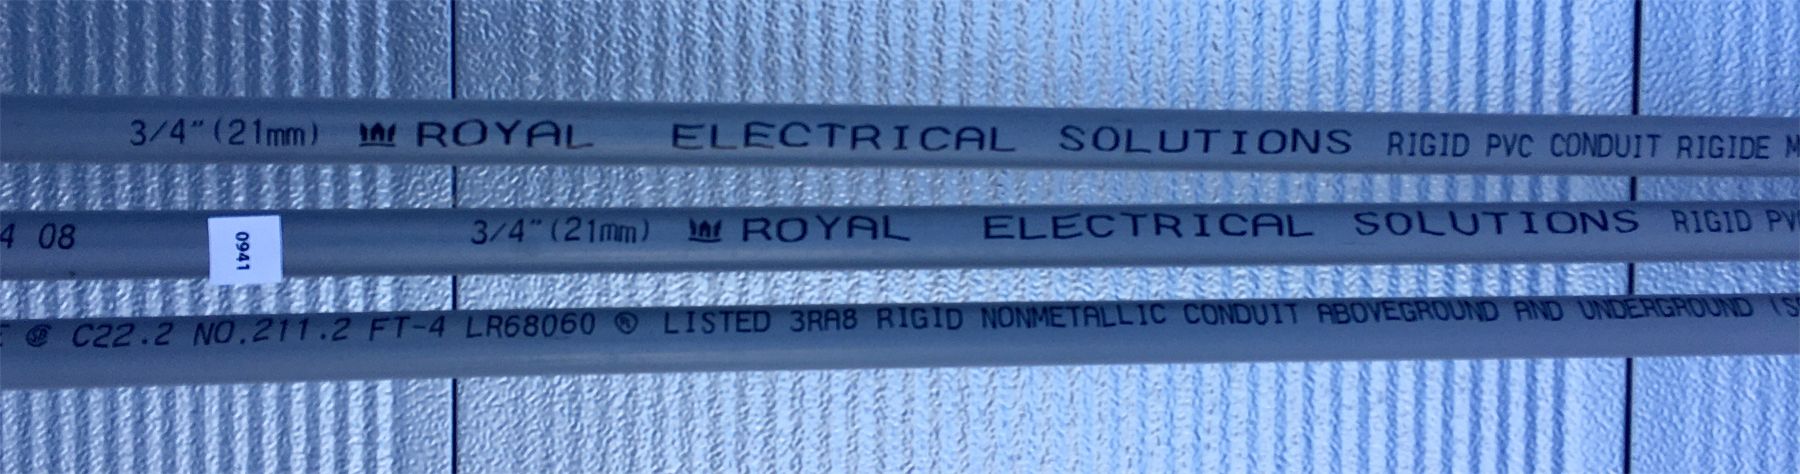 3/4" (21mm) ROYAL ELECTRICAL SOLUTIONS RIGID PVC CONDUIT RIGIDE
4 08 0941 3/4" (21mm) ROYAL ELECTRICAL SOLUTIONS RIGID
C22.2 NO.211.2 FT-4 LR68060 ® LISTED 3RA8 RIGID NONMETALLIC CONDUIT ABOVEGROUND AND UNDERGROUND